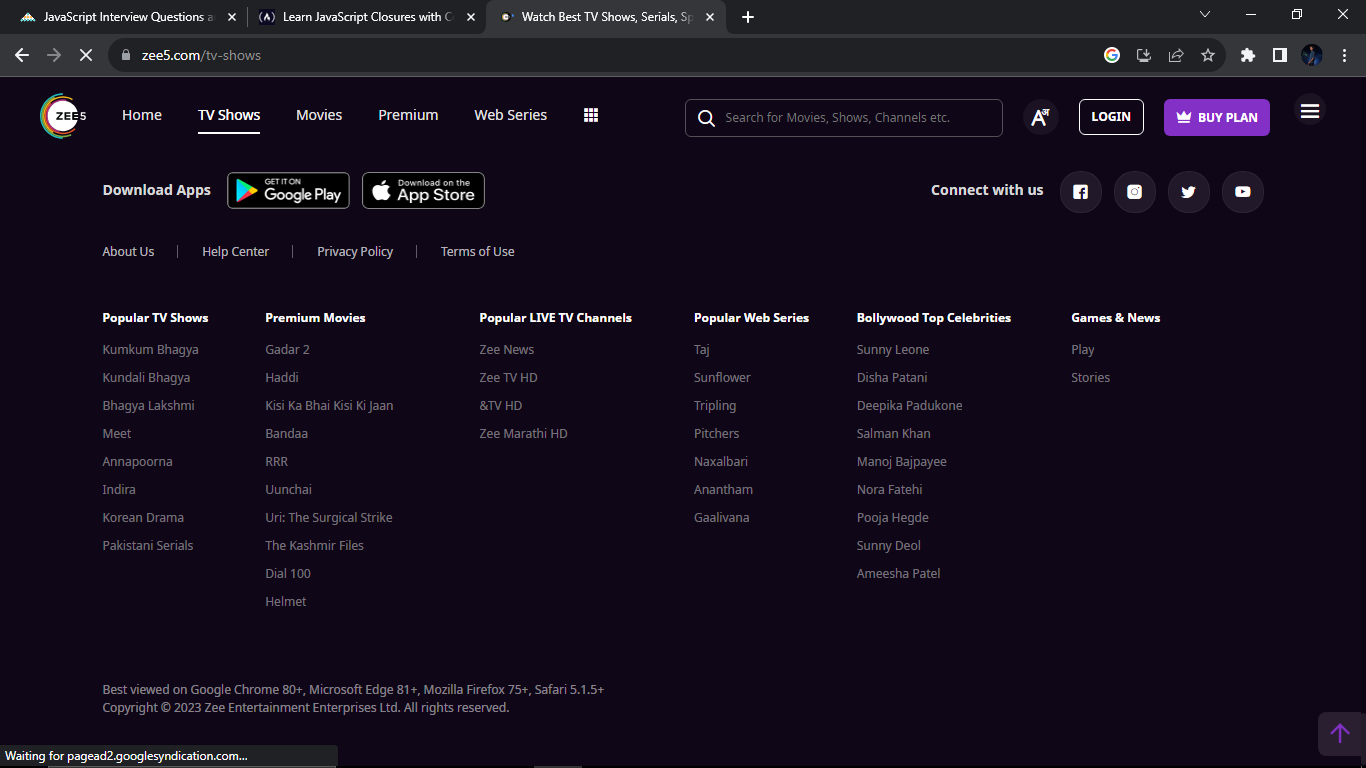 JavaScript Interview Questions a
Learn JavaScript Closures with C
Watch Best TV Shows, Serials, Sp
zee5.com/tv-shows
ZEE5
Home
TV Shows
Movies
Premium
Web Series
Search for Movies, Shows, Channels etc.
LOGIN
BUY PLAN
Download Apps
GET IT ON
Google Play
Download on the
App Store
Connect with us
About Us
Help Center
Privacy Policy
Terms of Use
Popular TV Shows
Kumkum Bhagya
Kundali Bhagya
Bhagya Lakshmi
Meet
Annapoorna
Indira
Korean Drama
Pakistani Serials
Premium Movies
Gadar 2
Haddi
Kisi Ka Bhai Kisi Ki Jaan
Bandaa
RRR
Uunchai
Uri: The Surgical Strike
The Kashmir Files
Dial 100
Helmet
Popular LIVE TV Channels
Zee News
Zee TV HD
&TV HD
Zee Marathi HD
Popular Web Series
Taj
Sunflower
Tripling
Pitchers
Naxalbari
Anantham
Gaalivana
Bollywood Top Celebrities
Sunny Leone
Disha Patani
Deepika Padukone
Salman Khan
Manoj Bajpayee
Nora Fatehi
Pooja Hegde
Sunny Deol
Ameesha Patel
Games & News
Play
Stories
Best viewed on Google Chrome 80+, Microsoft Edge 81+, Mozilla Firefox 75+, Safari 5.1.5+
Copyright © 2023 Zee Entertainment Enterprises Ltd. All rights reserved.
Waiting for pagead2.googlesyndication.com...